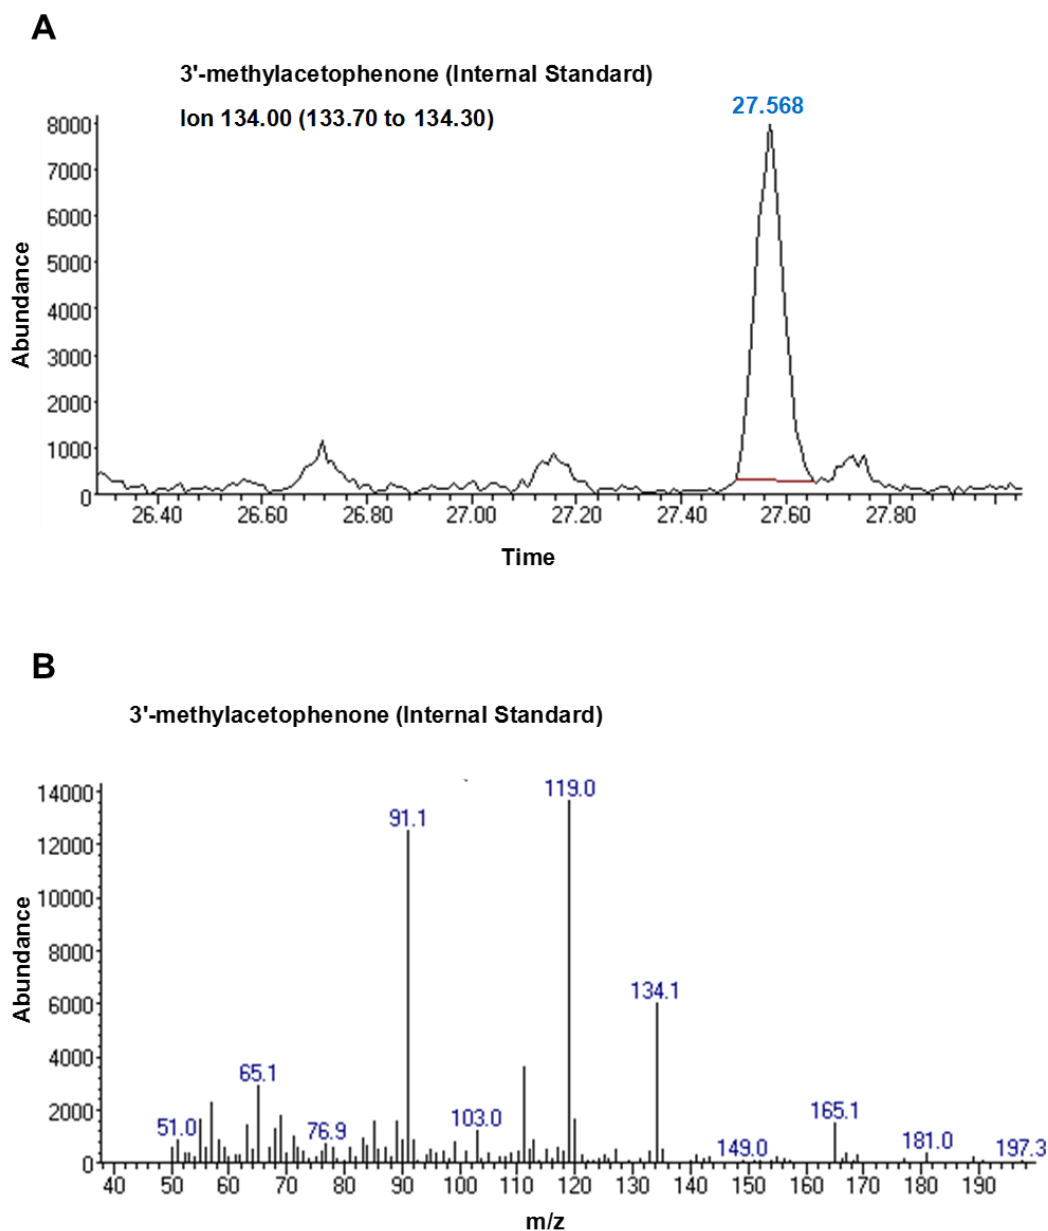 A
3'-methylacetophenone (Internal Standard)
Ion 134.00 (133.70 to 134.30)
27.568
Abundance
8000
7000
6000
5000
4000
3000
2000
1000
0
26.40 26.60 26.80 27.00 27.20 27.40 27.60 27.80
Time
B
3'-methylacetophenone (Internal Standard)
Abundance
14000
12000
10000
8000
6000
4000
2000
0
51.0
65.1
76.9
91.1
103.0
119.0
134.1
149.0
165.1
181.0
197.3
40 50 60 70 80 90 100 110 120 130 140 150 160 170 180 190
m/z